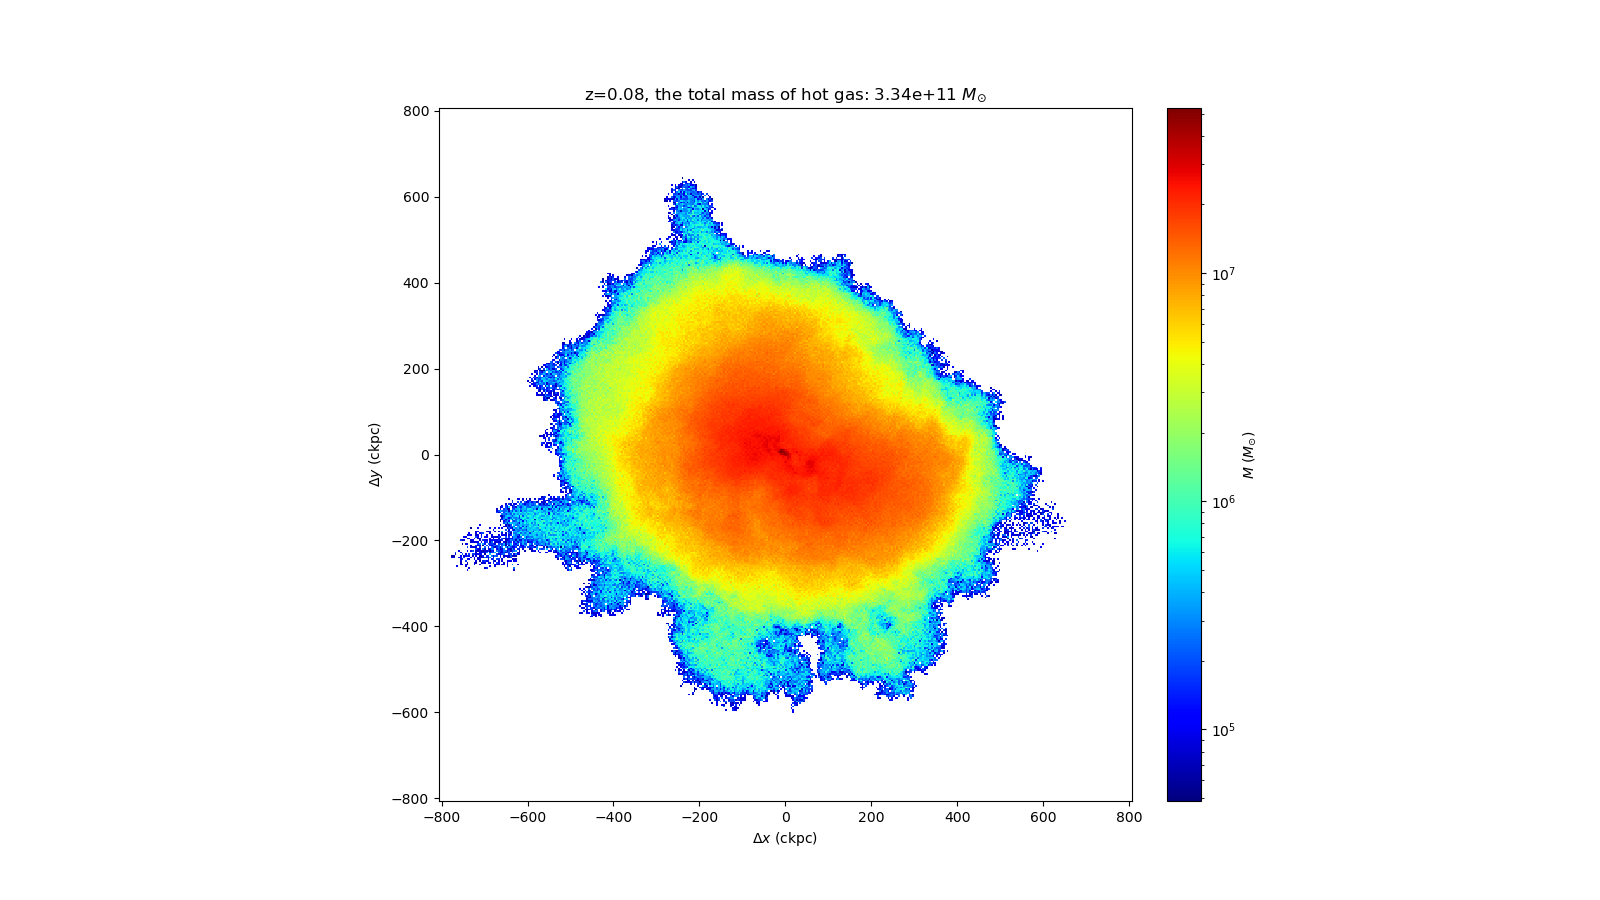 z=0.08, the total mass of hot gas: 3.34e+11 M⊙
800
600
400
200
0
−200
−400
−600
−800
Δy (ckpc)
−800 −600 −400 −200 0 200 400 600 800
Δx (ckpc)
10⁷
10⁶
10⁵
M (M⊙)